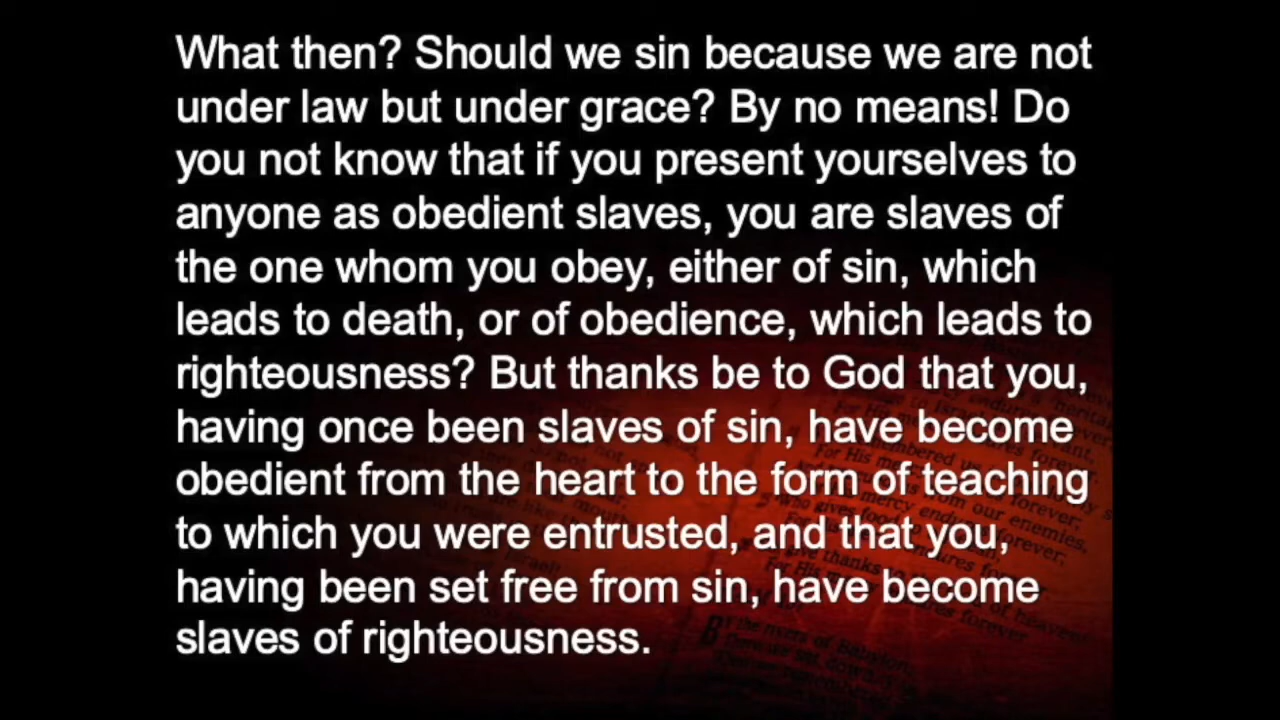 What then? Should we sin because we are not
under law but under grace? By no means! Do
you not know that if you present yourselves to
anyone as obedient slaves, you are slaves of
the one whom you obey, either of sin, which
leads to death, or of obedience, which leads to
righteousness? But thanks be to God that you,
having once been slaves of sin, have become
obedient from the heart to the form of teaching
to which you were entrusted, and that you,
having been set free from sin, have become
slaves of righteousness.